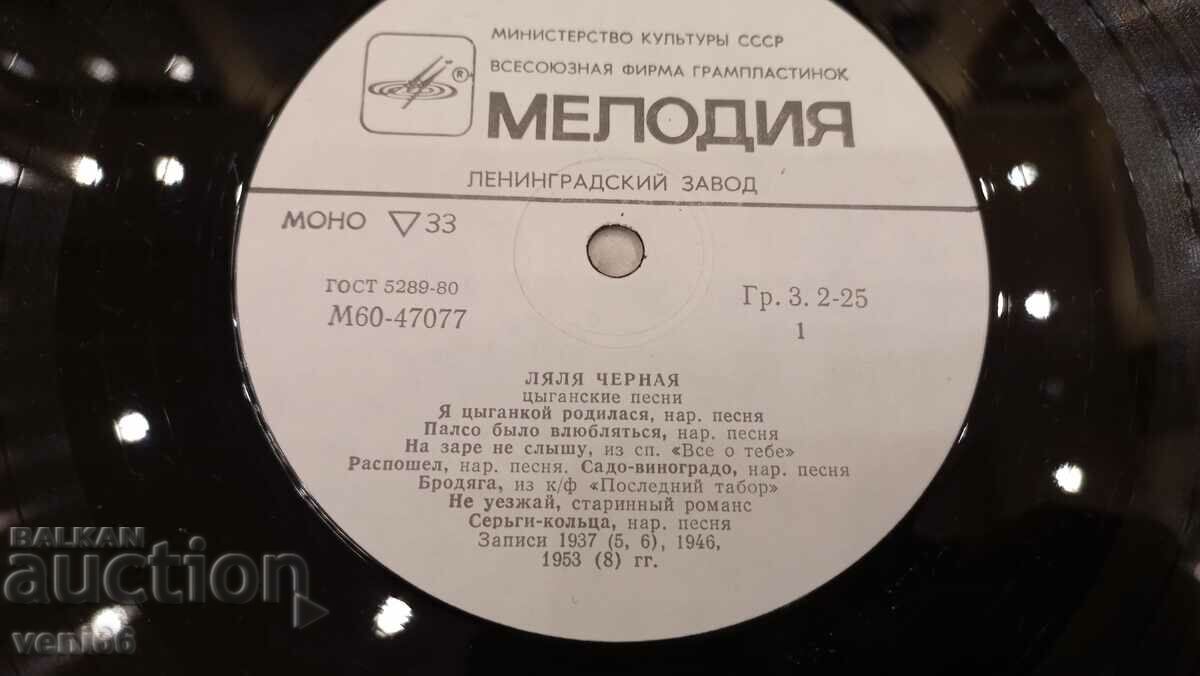 МИНИСТЕРСТВО КУЛЬТУРЫ СССР
ВСЕСОЮЗНАЯ ФИРМА ГРАМПЛАСТИНОК
®
МЕЛОДИЯ
ЛЕНИНГРАДСКИЙ ЗАВОД
МОНО ▽ 33
ГОСТ 5289-80
М60-47077
Гр. 3. 2-25
1
ЛЯЛЯ ЧЕРНАЯ
цыганские песни
Я цыганкой родилася, нар. песня
Палсо было влюбляться, нар. песня
На заре не слышу, из сп. «Все о тебе»
Распошел, нар. песня. Садо-виноградо, нар. песня
Бродяга, из к/ф «Последний табор»
Не уезжай, старинный романс
Серьги-кольца, нар. песня
Записи 1937 (5, 6), 1946,
1953 (8) гг.
BALKAN
auction
veni36